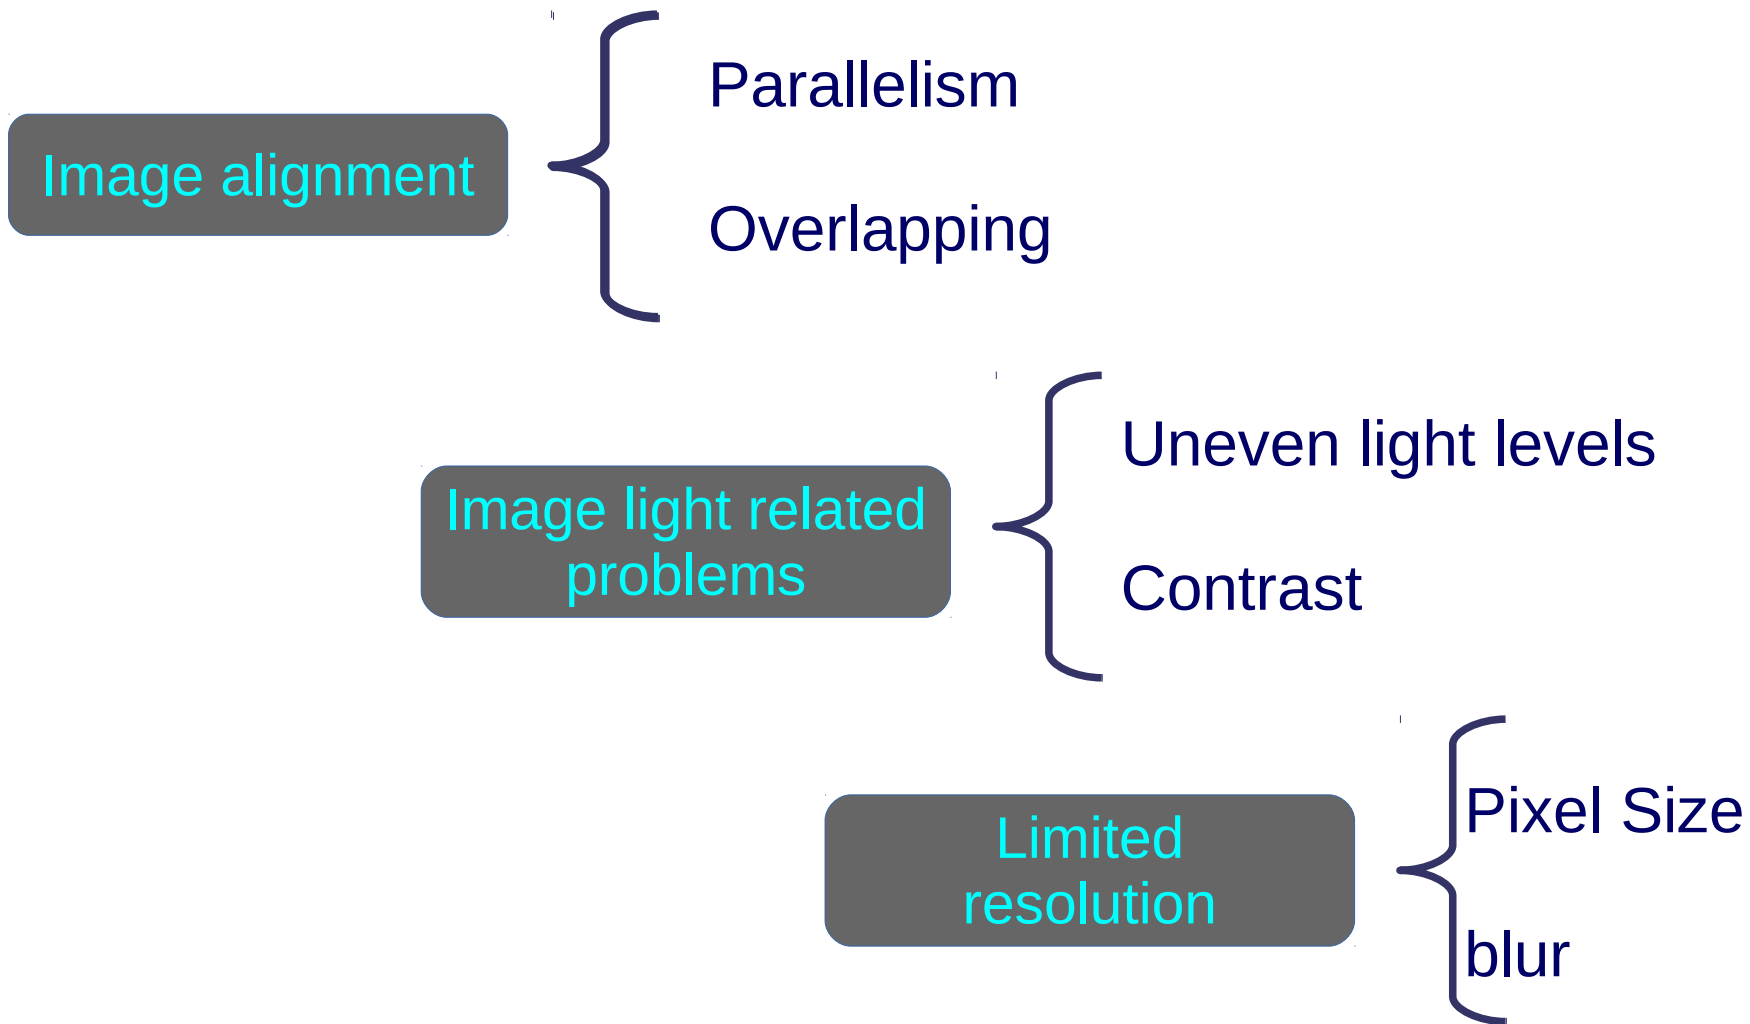 Parallelism
Image alignment
Overlapping
Uneven light levels
Image light related
problems
Contrast
Pixel Size
Limited
resolution
blur